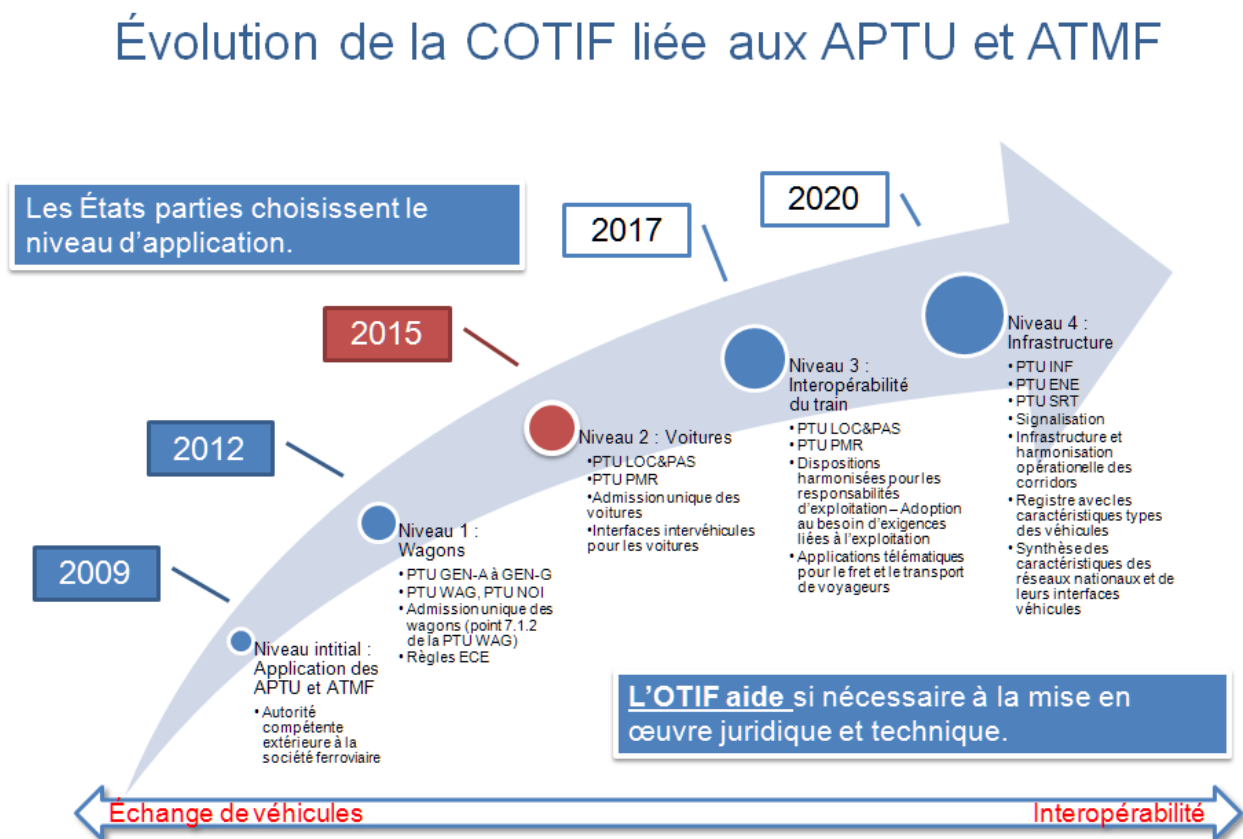 Évolution de la COTIF liée aux APTU et ATMF
Les États parties choisissent le
niveau d'application.
2009
Niveau intitial :
Application des
APTU et ATMF
• Autorité
compétente
extérieure à la
société ferroviaire
2012
Niveau 1 :
Wagons
• PTU GEN-A à GEN-G
• PTU WAG, PTU NOI
• Admission unique des
wagons (point 7.1.2
de la PTU WAG)
• Règles ECE
2015
Niveau 2 : Voitures
•PTU LOC&PAS
•PTU PMR
•Admission unique des
voitures
•Interfaces intervéhicules
pour les voitures
2017
Niveau 3 :
Interopérabilité
du train
• PTU LOC&PAS
• PTU PMR
• Dispositions
harmonisées pour les
responsabilités
d'exploitation – Adoption
au besoin d'exigences
liées à l'exploitation
• Applications télématiques
pour le fret et le transport
de voyageurs
2020
Niveau 4 :
Infrastructure
• PTU INF
• PTU ENE
• PTU SRT
• Signalisation
• Infrastructure et
harmonisation
opérationelle des
corridors
• Registre avec les
caractéristiques types
des véhicules
• Synthèse des
caractéristiques des
réseaux nationaux et de
leurs interfaces
véhicules
L'OTIF aide si nécessaire à la mise en
œuvre juridique et technique.
Échange de véhicules
Interopérabilité